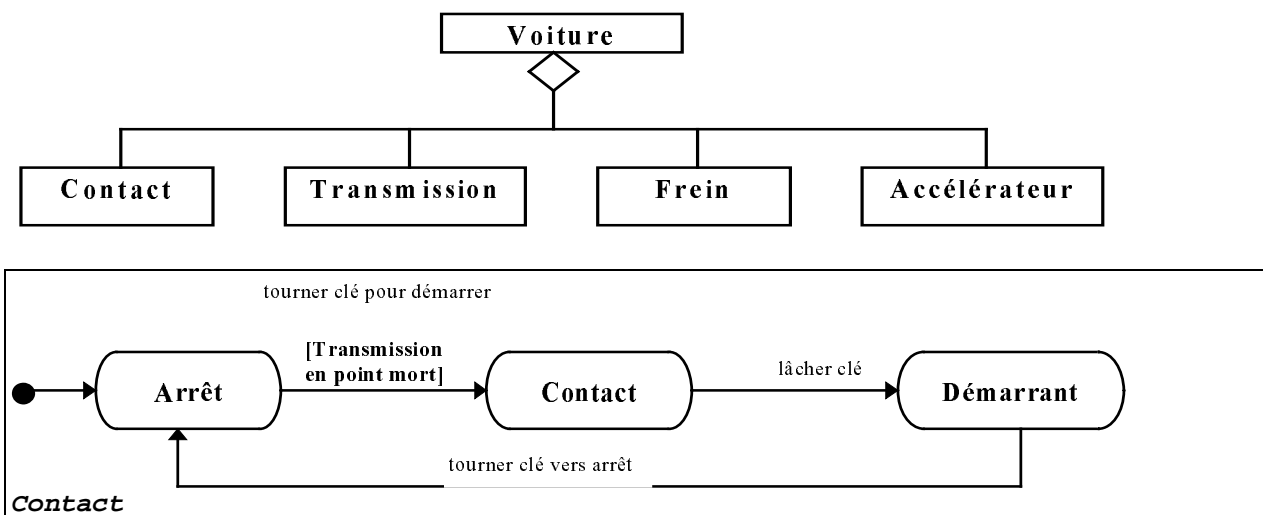 Voiture
Contact
Transmission
Frein
Accélérateur
tourner clé pour démarrer
[Transmission
en point mort]
lâcher clé
Arrêt
Contact
Démarrant
tourner clé vers arrêt
Contact